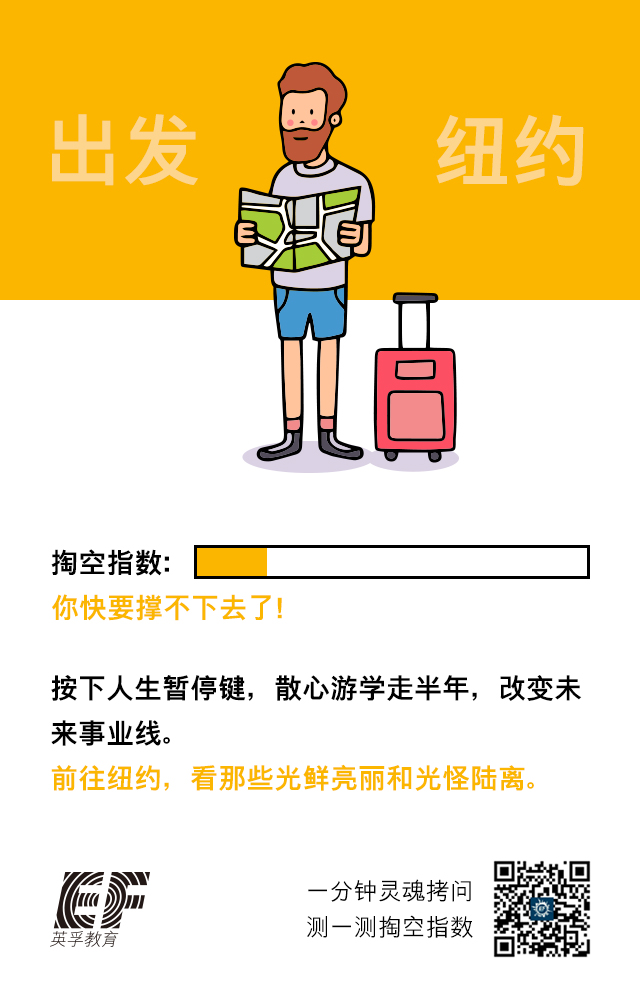 出发 纽约
掏空指数:
你快要撑不下去了!
按下人生暂停键，散心游学走半年，改变未
来事业线。
前往纽约，看那些光鲜亮丽和光怪陆离。
一分钟灵魂拷问
测一测掏空指数
EF
英孚教育